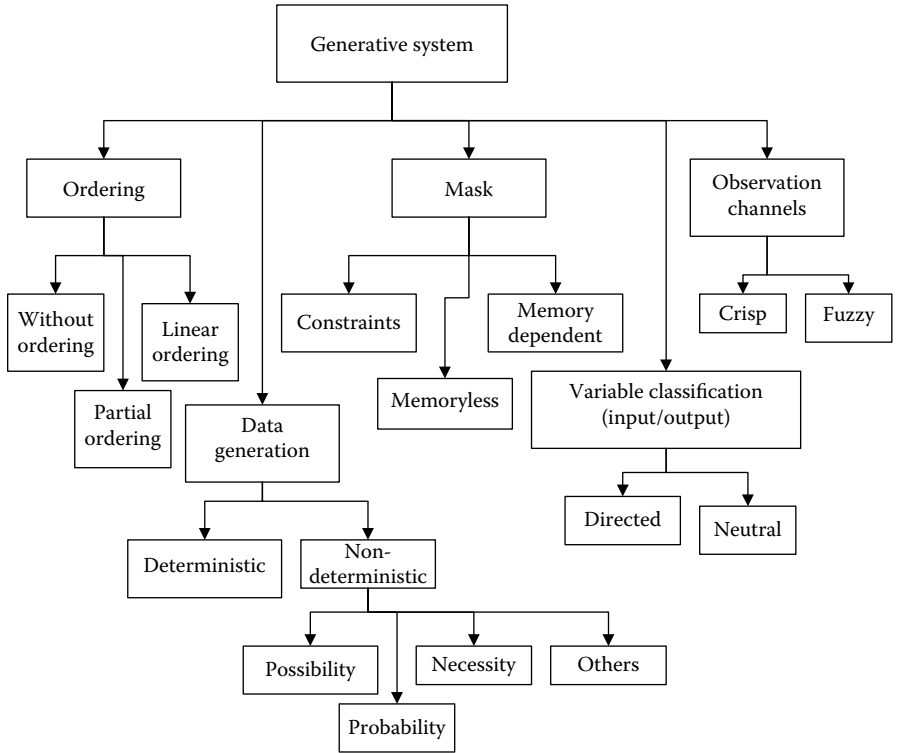 Generative system
Ordering
Mask
Observation
channels
Without
ordering
Linear
ordering
Partial
ordering
Constraints
Memory
dependent
Memoryless
Crisp
Fuzzy
Data
generation
Variable classification
(input/output)
Directed
Neutral
Deterministic
Non-
deterministic
Possibility
Probability
Necessity
Others